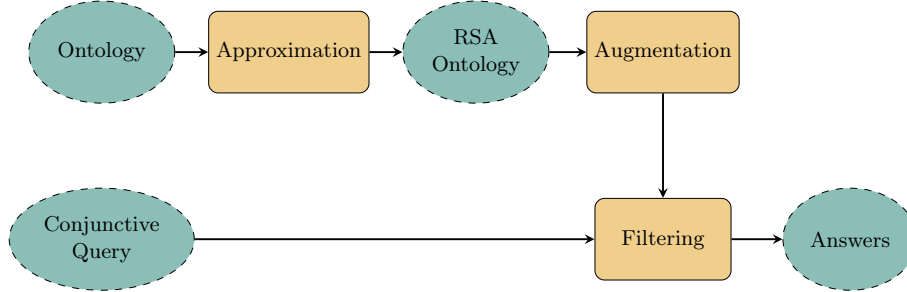 Ontology
Approximation
RSA
Ontology
Augmentation
Conjunctive
Query
Filtering
Answers